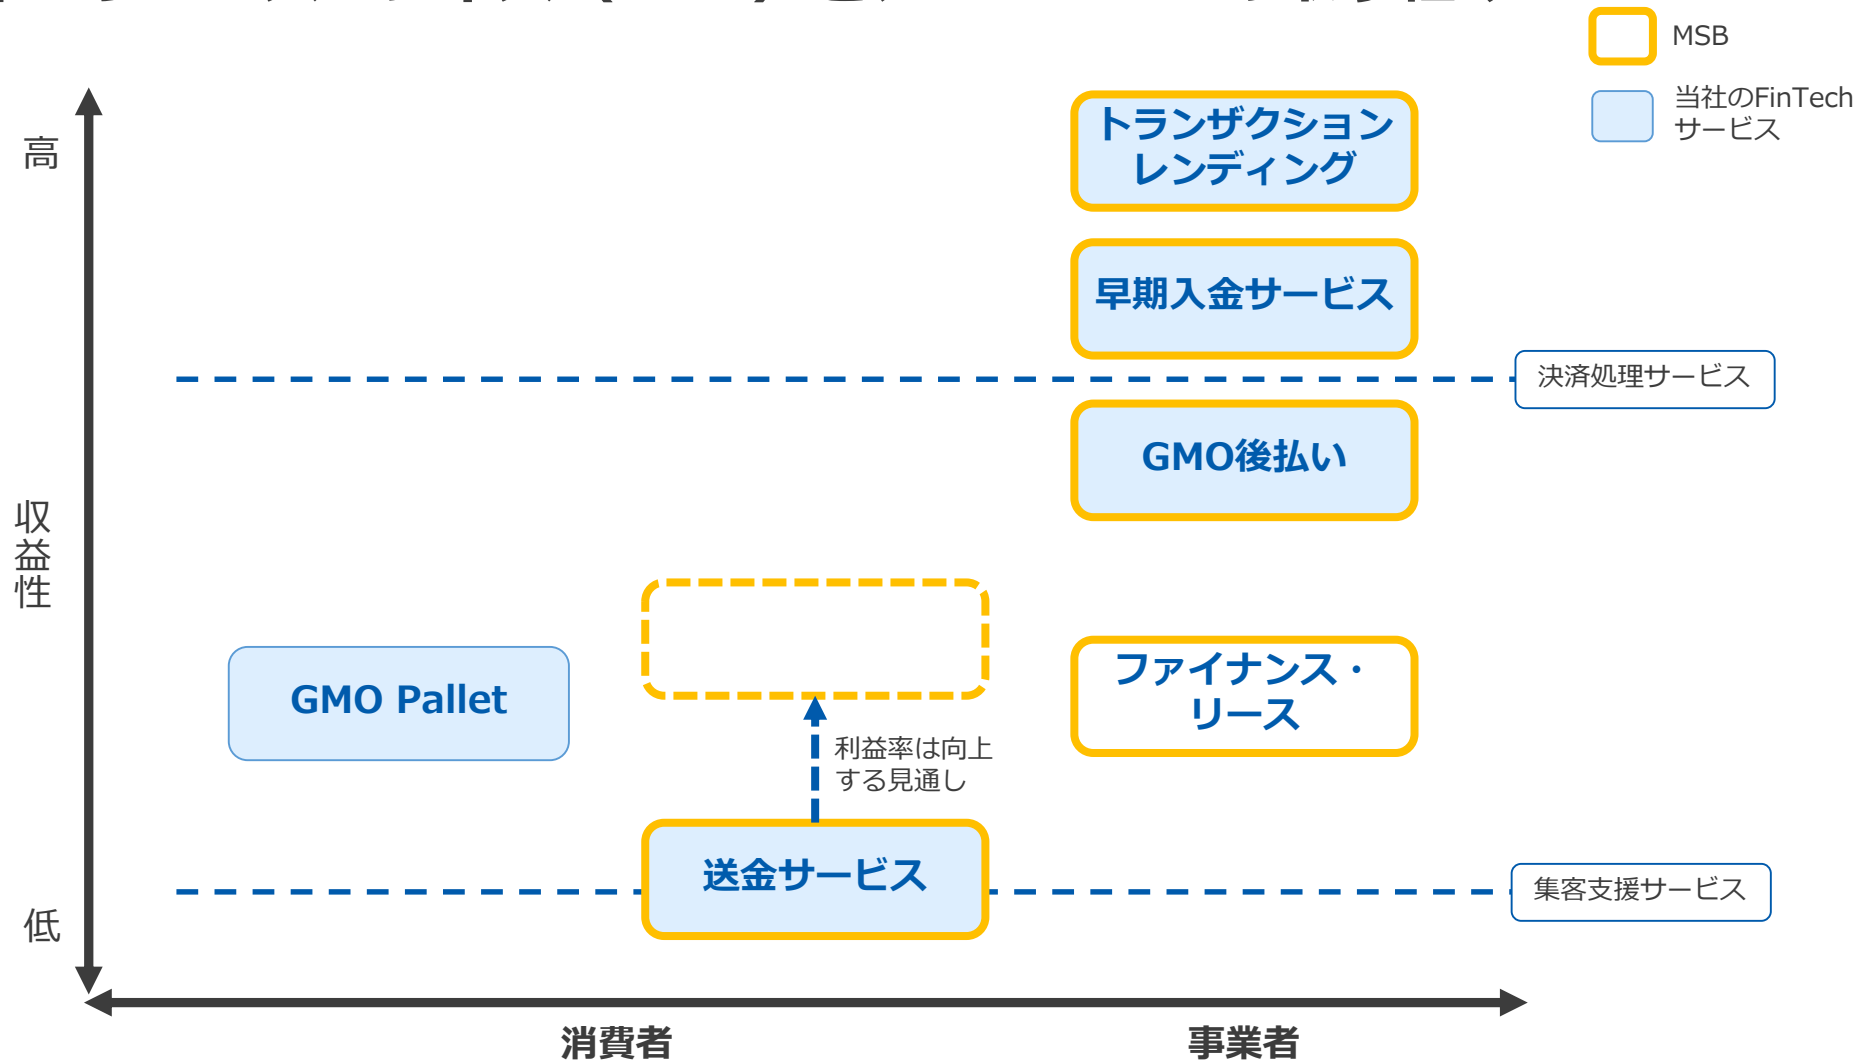 MSB
当社のFinTech
サービス
高
トランザクション
レンディング
早期入金サービス
決済処理サービス
GMO後払い
収益性
GMO Pallet
ファイナンス・
リース
利益率は向上
する見通し
送金サービス
集客支援サービス
低
消費者
事業者